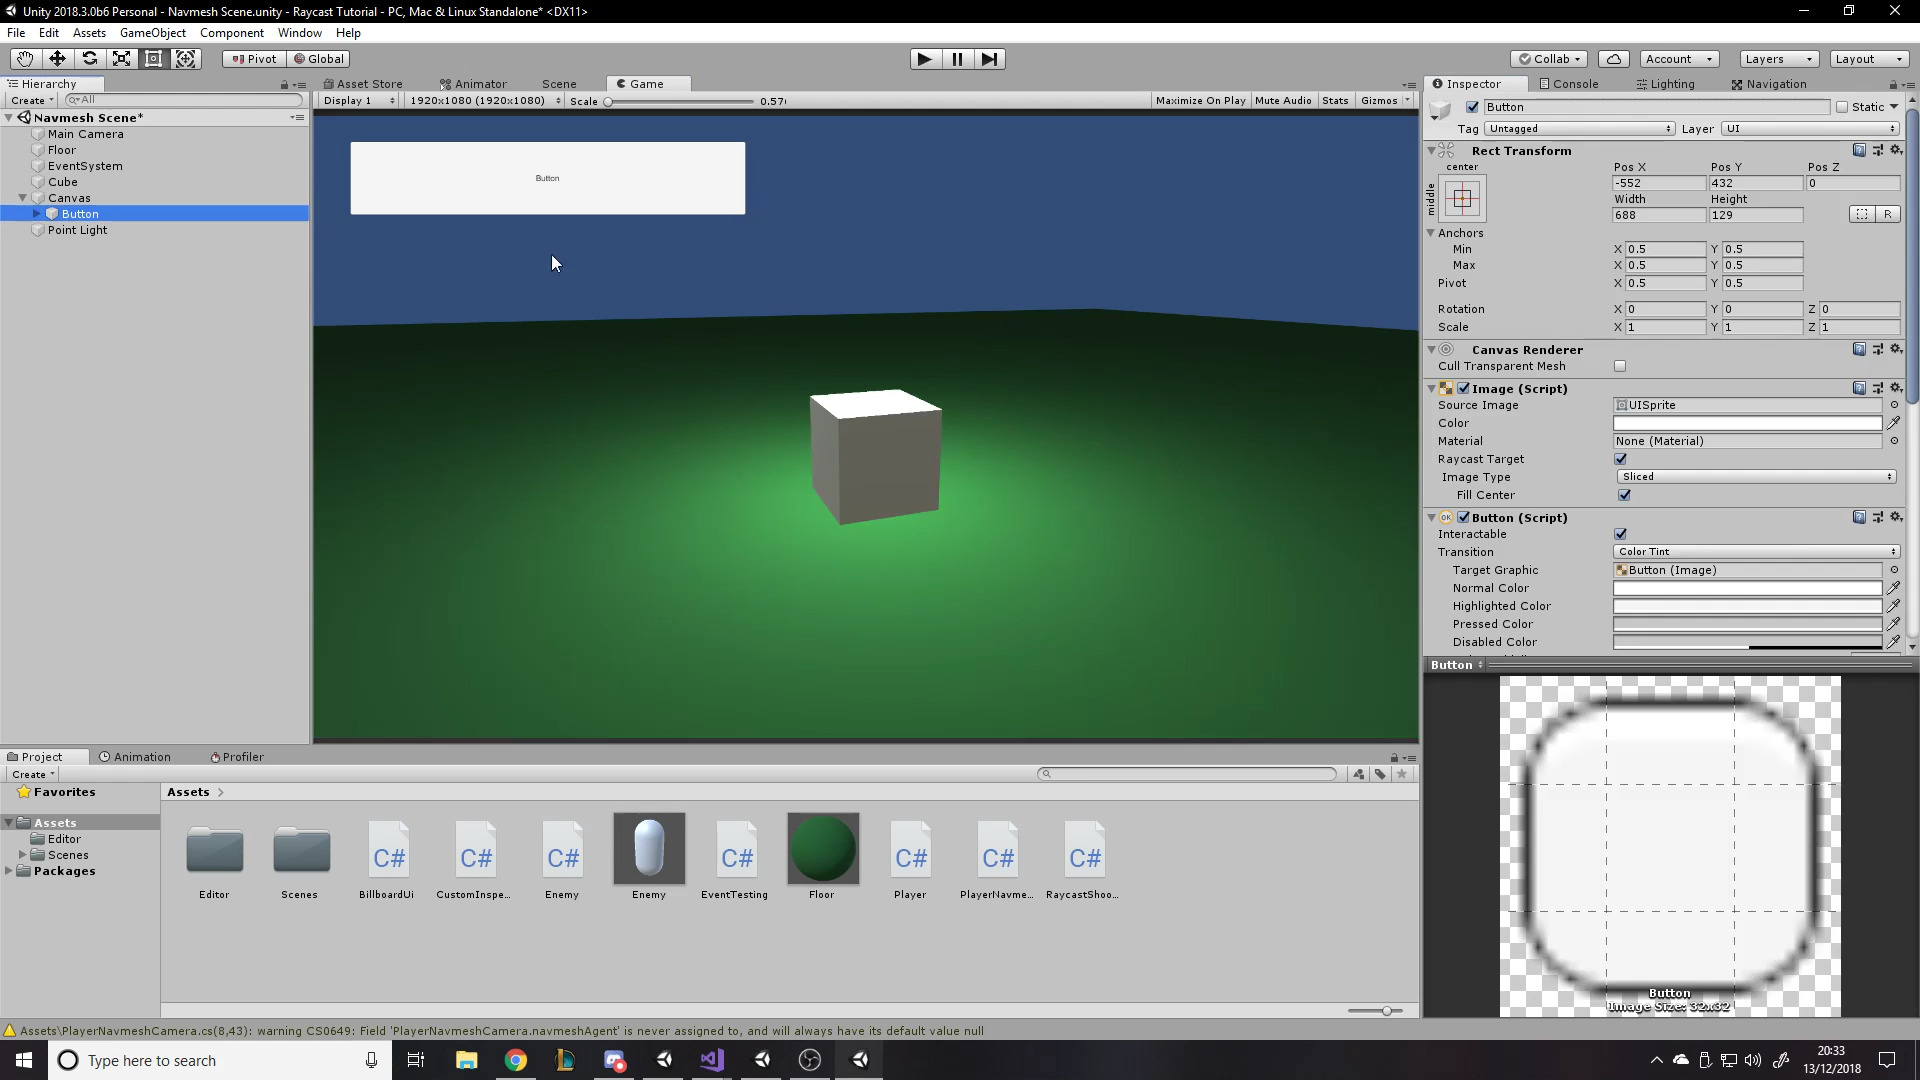 Unity 2018.3.0b6 Personal - Navmesh Scene.unity - Raycast Tutorial - PC, Mac & Linux Standalone* <DX11>
File Edit Assets GameObject Component Window Help
Pivot Global Collab Account Layers Layout
Hierarchy
Create All
Navmesh Scene*
Main Camera
Floor
EventSystem
Cube
Canvas
Button
Point Light
Asset Store Animator Scene Game
Display 1 1920x1080 (1920x1080) Scale 0.57 Maximize On Play Mute Audio Stats Gizmos
Button
Inspector Console Lighting Navigation
Button Static
Tag Untagged Layer UI
Rect Transform
center
middle
Pos X Pos Y Pos Z
-552 432 0
Width Height
688 129
R
Anchors
Min X 0.5 Y 0.5
Max X 0.5 Y 0.5
Pivot X 0.5 Y 0.5
Rotation X 0 Y 0 Z 0
Scale X 1 Y 1 Z 1
Canvas Renderer
Cull Transparent Mesh
Image (Script)
Source Image UISprite
Color
Material None (Material)
Raycast Target
Image Type Sliced
Fill Center
OK Button (Script)
Interactable
Transition Color Tint
Target Graphic Button (Image)
Normal Color
Highlighted Color
Pressed Color
Disabled Color
Button
Button
Image Size: 32x32
Project Animation Profiler
Create
Favorites
Assets
Editor
Scenes
Packages
Assets
C# C# C# C# C# C# C#
Editor Scenes BillboardUi CustomInspe... Enemy Enemy EventTesting Floor Player PlayerNavme... RaycastShoo...
Assets\PlayerNavmeshCamera.cs(8,43): warning CS0649: Field 'PlayerNavmeshCamera.navmeshAgent' is never assigned to, and will always have its default value null
Type here to search
20:33
13/12/2018